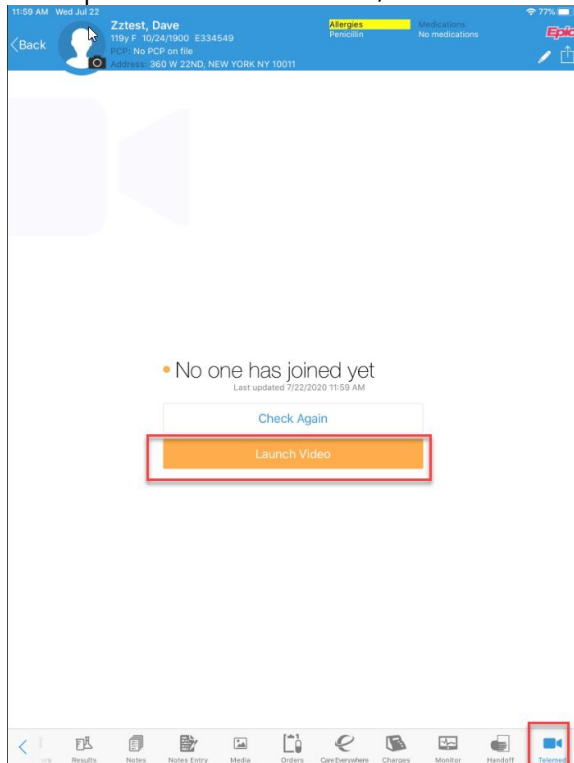 11:59 AM Wed Jul 22
77%
Back
Zztest, Dave
119y F 10/24/1900 E334549
PCP: No PCP on file
Address: 360 W 22ND, NEW YORK NY 10011
Allergies
Penicillin
Medications
No medications
Epic
No one has joined yet
Last updated 7/22/2020 11:59 AM
Check Again
Launch Video
Results
Notes
Notes Entry
Media
Orders
Care Everywhere
Charges
Monitor
Handoff
Telemed